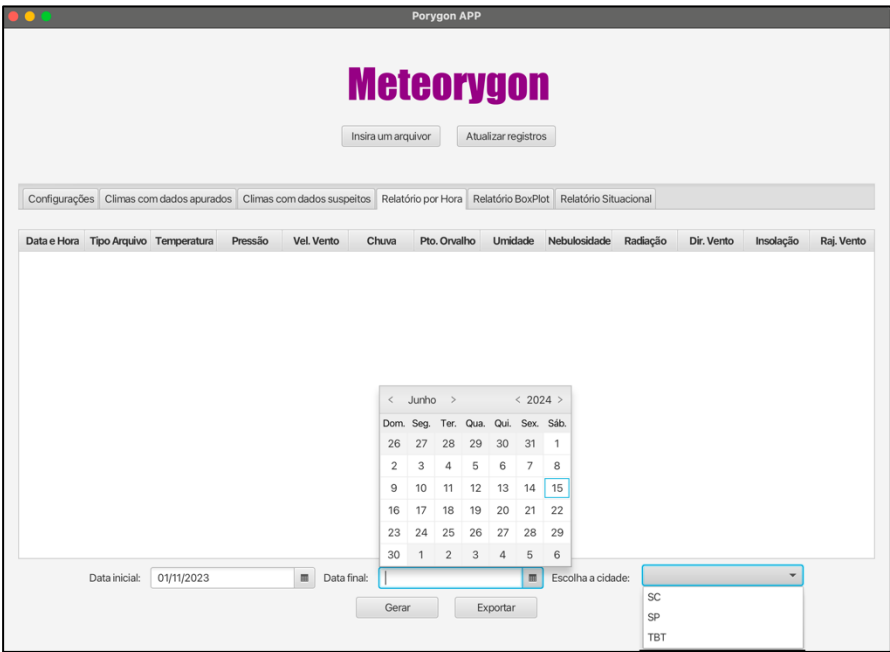 Porygon APP
Meteorygon
Insira um arquivor Atualizar registros
Configurações Climas com dados apurados Climas com dados suspeitos Relatório por Hora Relatório BoxPlot Relatório Situacional
Data e Hora Tipo Arquivo Temperatura Pressão Vel. Vento Chuva Pto. Orvalho Umidade Nebulosidade Radiação Dir. Vento Insolação Raj. Vento
< Junho > < 2024 >
Dom. Seg. Ter. Qua. Qui. Sex. Sáb.
26 27 28 29 30 31 1
2 3 4 5 6 7 8
9 10 11 12 13 14 15
16 17 18 19 20 21 22
23 24 25 26 27 28 29
30 1 2 3 4 5 6
Data inicial: 01/11/2023 Data final: Escolha a cidade:
Gerar Exportar
SC
SP
TBT